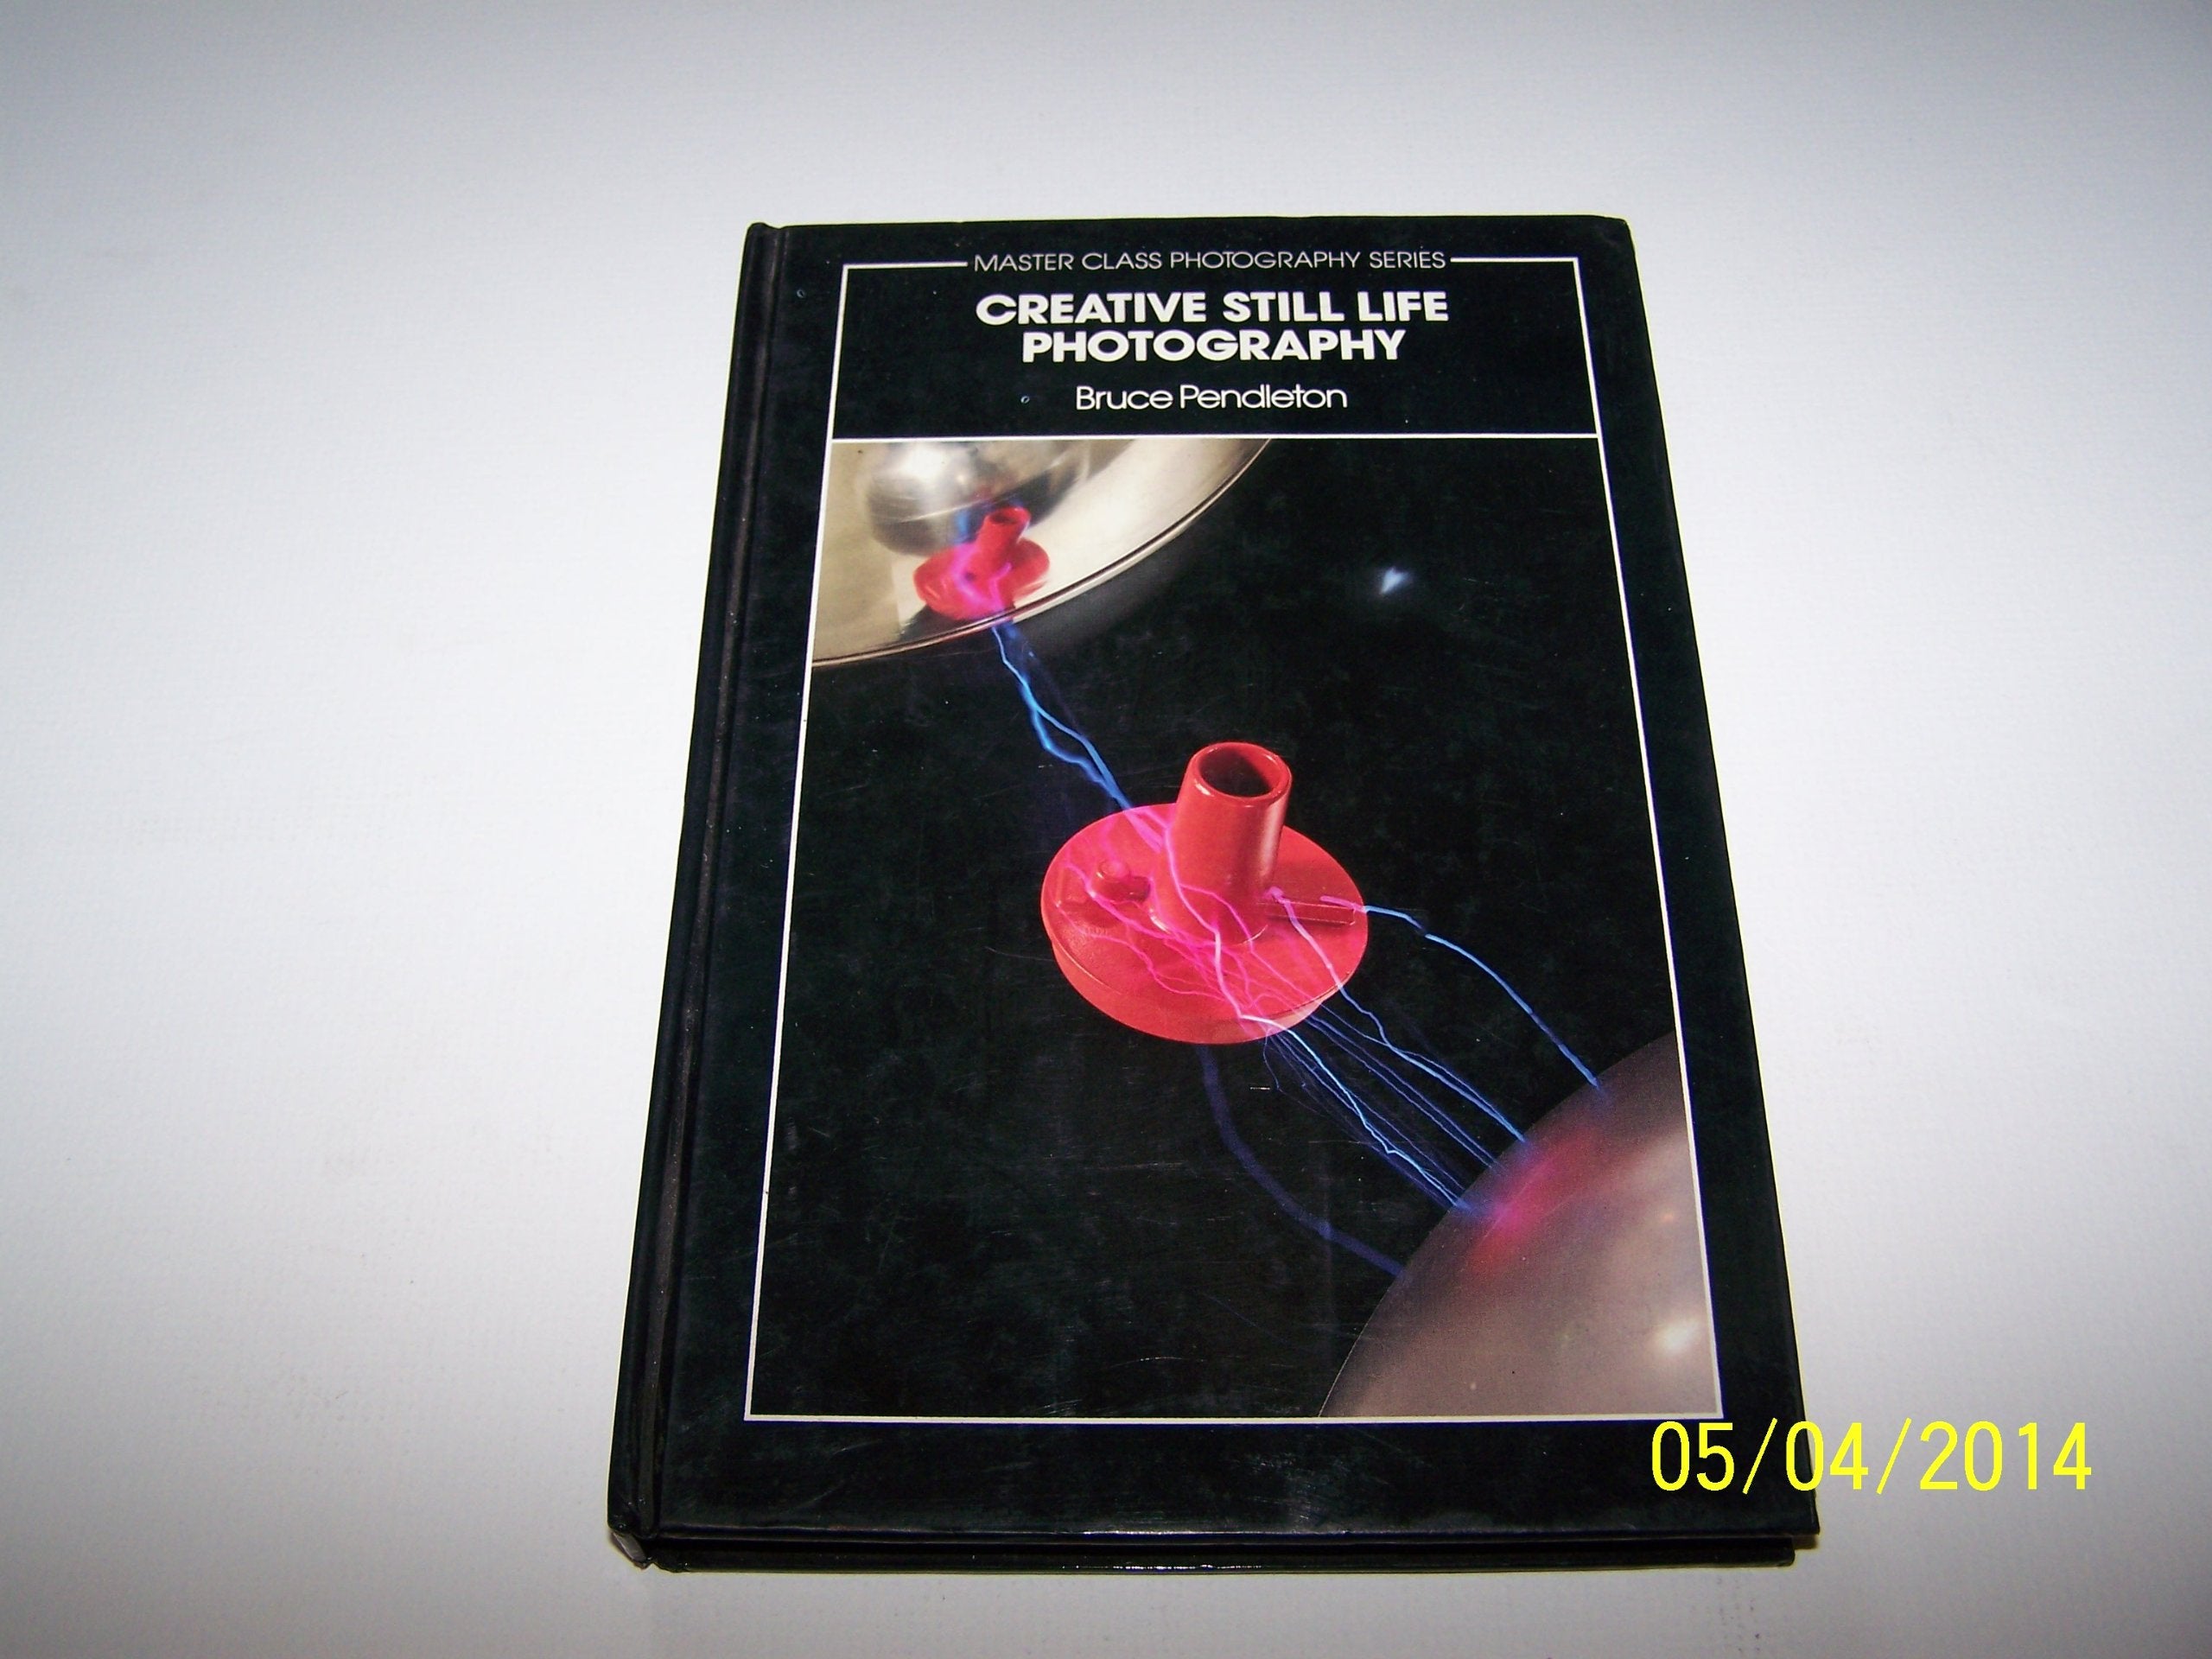 MASTER CLASS PHOTOGRAPHY SERIES
CREATIVE STILL LIFE
PHOTOGRAPHY
Bruce Pendleton
05/04/2014